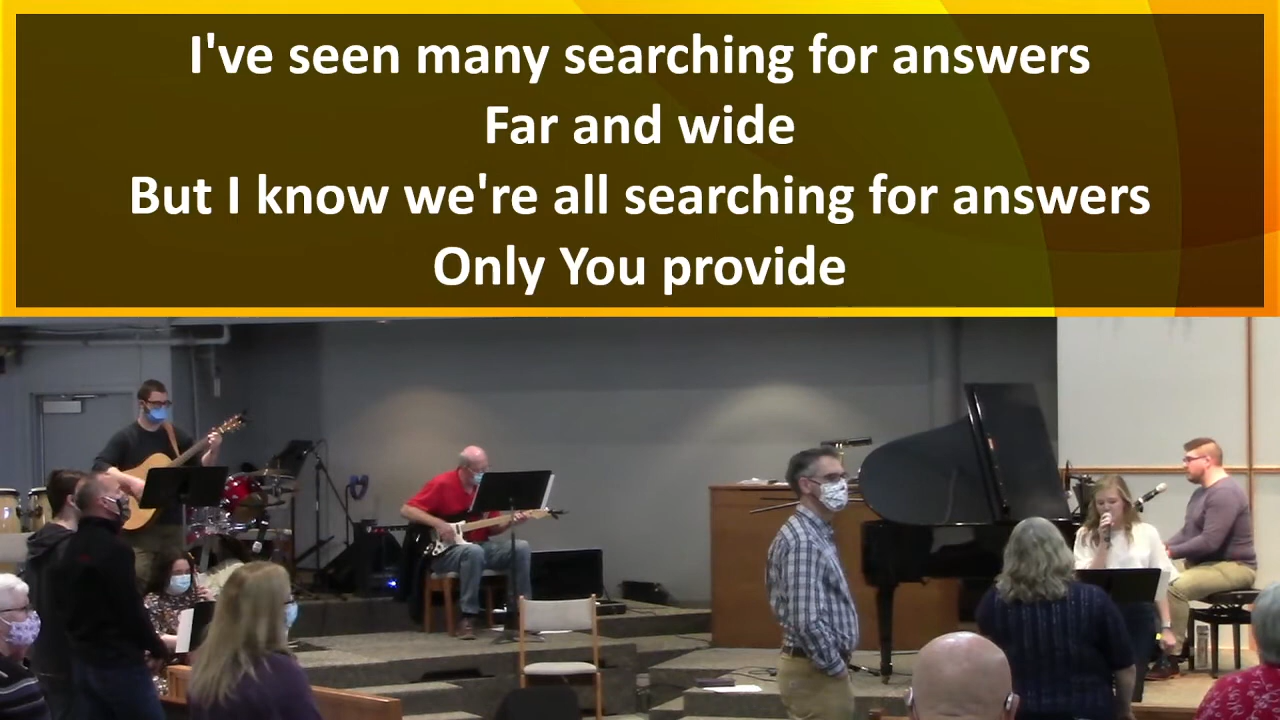 I've seen many searching for answers
Far and wide
But I know we're all searching for answers
Only You provide